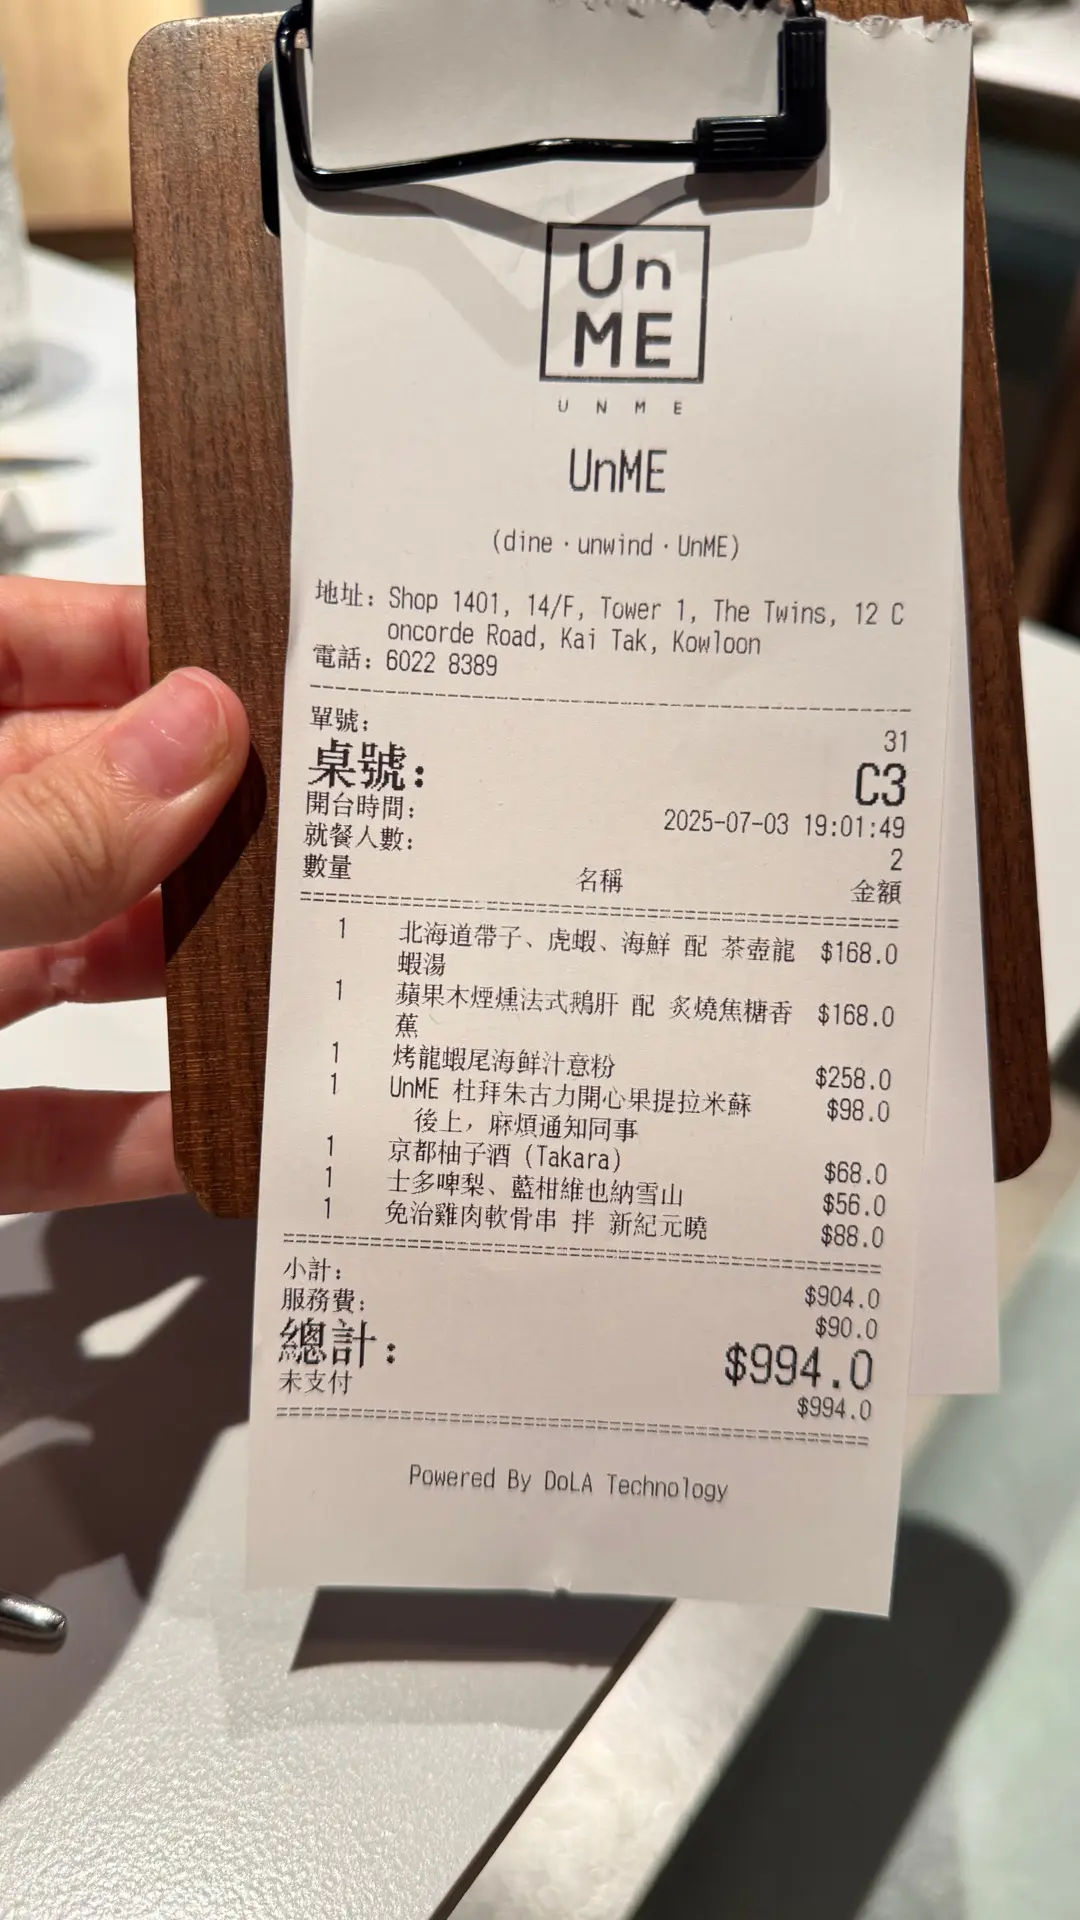 Un
ME
UNME
UnME
(dine · unwind · UnME)
地址: Shop 1401, 14/F, Tower 1, The Twins, 12 C
oncorde Road, Kai Tak, Kowloon
電話: 6022 8389
單號: 31
桌號: C3
開台時間: 2025-07-03 19:01:49
就餐人數: 2
數量 名稱 金額
1 北海道帶子、虎蝦、海鮮 配 茶壺龍 $168.0
蝦湯
1 蘋果木煙燻法式鵝肝 配 炙燒焦糖香 $168.0
蕉
1 烤龍蝦尾海鮮汁意粉 $258.0
1 UnME 杜拜朱古力開心果提拉米蘇 $98.0
後上，麻煩通知同事
1 京都柚子酒 (Takara) $68.0
1 士多啤梨、藍柑維也納雪山 $56.0
1 免治雞肉軟骨串 拌 新紀元曉 $88.0
小計: $904.0
服務費: $90.0
總計: $994.0
未支付 $994.0
Powered By DoLA Technology